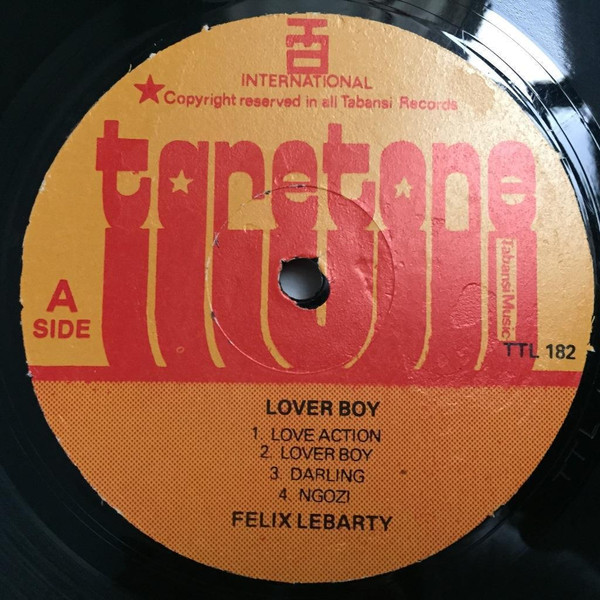 INTERNATIONAL
Copyright reserved in all Tabansi Records
taretone
Tabansi Music
A
SIDE
TTL 182
LOVER BOY
1. LOVE ACTION
2. LOVER BOY
3. DARLING
4. NGOZI
FELIX LEBARTY